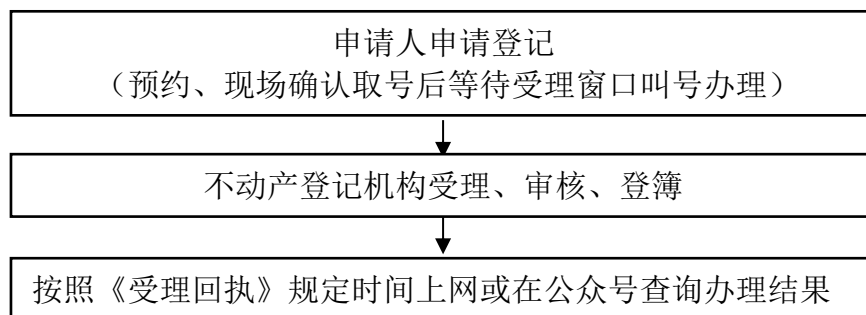 申请人申请登记
（预约、现场确认取号后等待受理窗口叫号办理）
不动产登记机构受理、审核、登簿
按照《受理回执》规定时间上网或在公众号查询办理结果